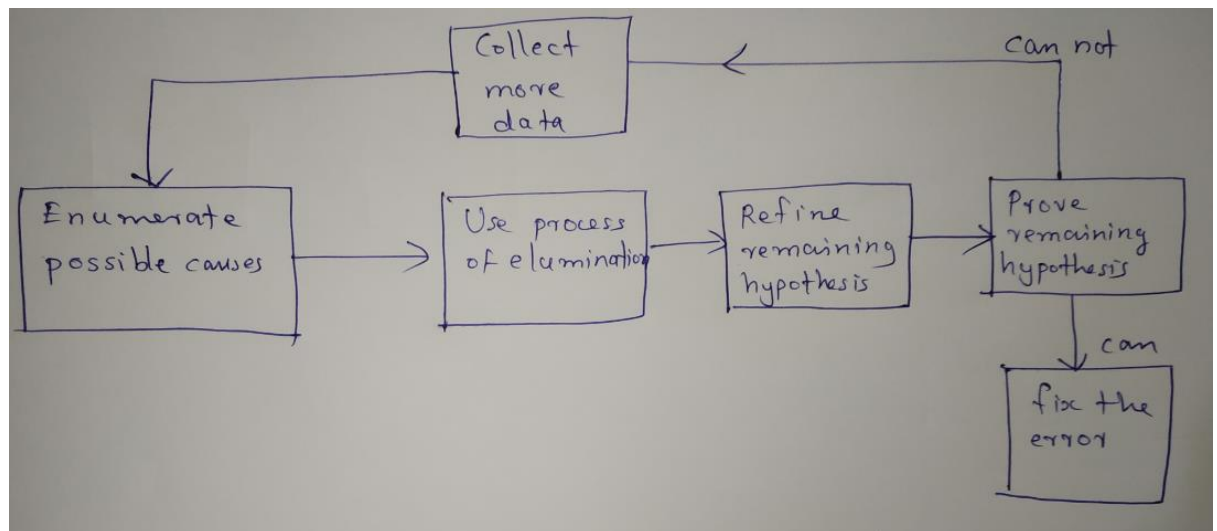 Collect
more
data
can not
Enumerate
possible causes
Use process
of elumination
Refine
remaining
hypothesis
Prove
remaining
hypothesis
can
fix the
error